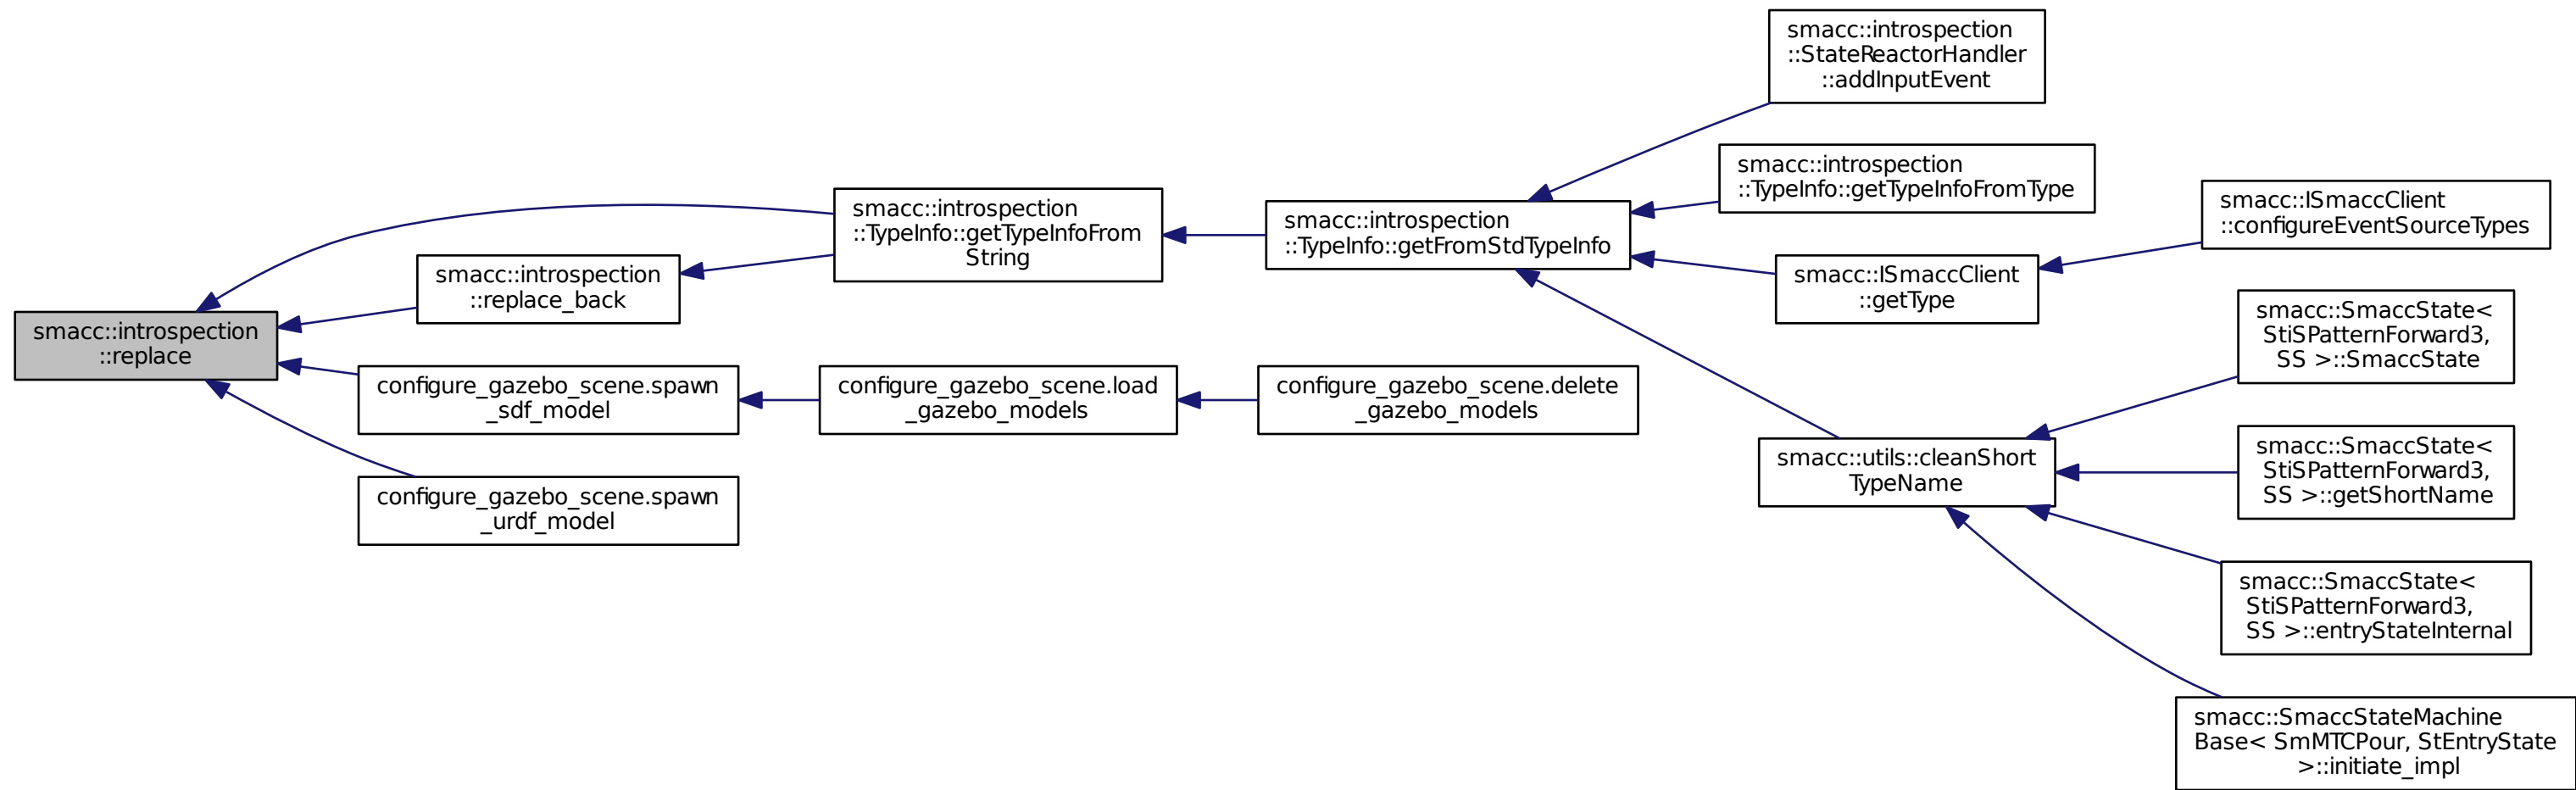 smacc::introspection
::replace
smacc::introspection
::TypeInfo::getTypeInfoFrom
String
smacc::introspection
::replace_back
configure_gazebo_scene.spawn
_sdf_model
configure_gazebo_scene.spawn
_urdf_model
configure_gazebo_scene.load
_gazebo_models
configure_gazebo_scene.delete
_gazebo_models
smacc::introspection
::TypeInfo::getFromStdTypeInfo
smacc::introspection
::StateReactorHandler
::addInputEvent
smacc::introspection
::TypeInfo::getTypeInfoFromType
smacc::ISmaccClient
::getType
smacc::ISmaccClient
::configureEventSourceTypes
smacc::utils::cleanShort
TypeName
smacc::SmaccState<
StiSPatternForward3,
SS >::SmaccState
smacc::SmaccState<
StiSPatternForward3,
SS >::getShortName
smacc::SmaccState<
StiSPatternForward3,
SS >::entryStateInternal
smacc::SmaccStateMachine
Base< SmMTCPour, StEntryState
>::initiate_impl